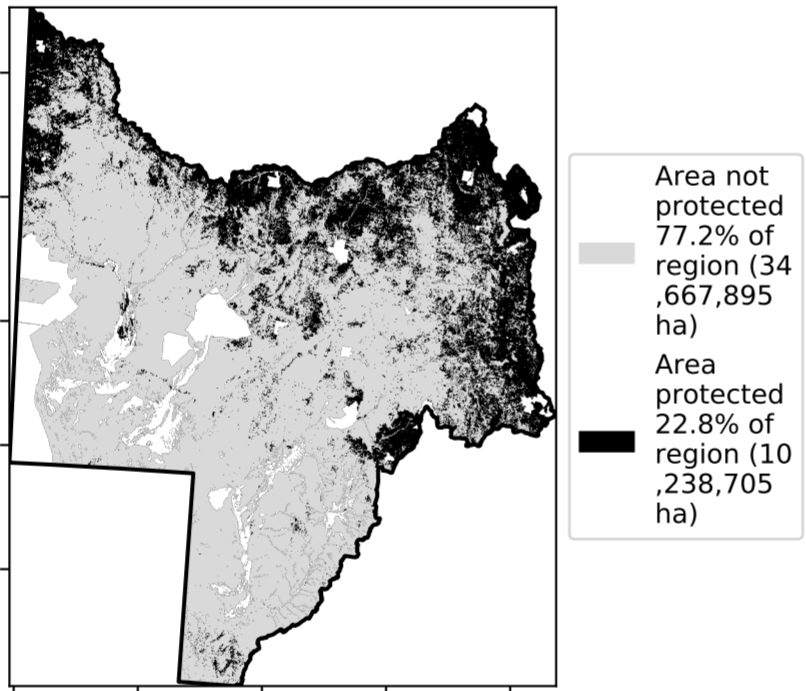 Area not
protected
77.2% of
region (34
,667,895
ha)
Area
protected
22.8% of
region (10
,238,705
ha)